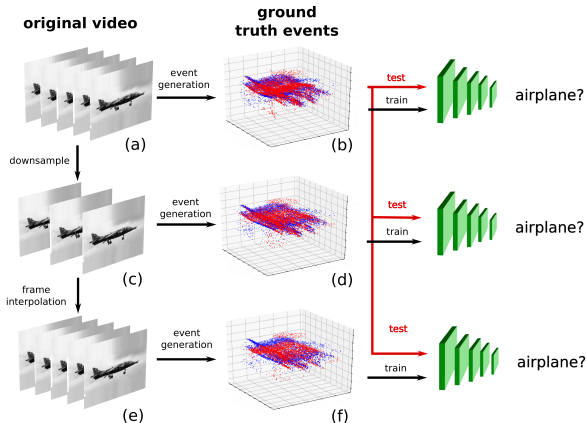 original video
ground
truth events
event
generation
test
train
airplane?
(a)
(b)
downsample
event
generation
test
train
airplane?
(c)
(d)
frame
interpolation
event
generation
test
train
airplane?
(e)
(f)